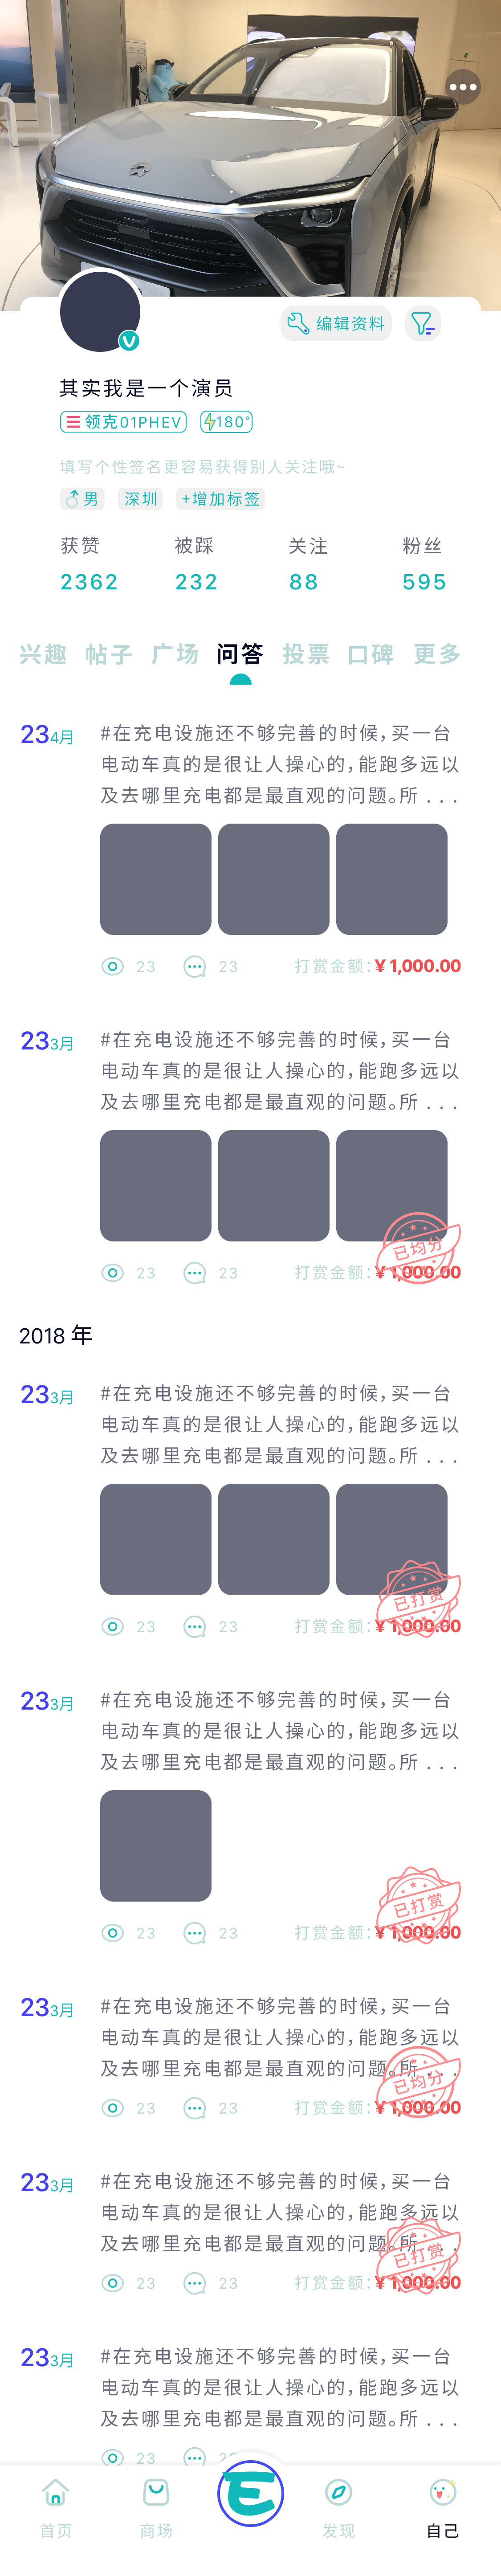 编辑资料
其实我是一个演员
领克01PHEV 180°
填写个性签名更容易获得别人关注哦~
男 深圳 +增加标签
获赞 被踩 关注 粉丝
2362 232 88 595
兴趣 帖子 广场 问答 投票 口碑 更多
23 4月
#在充电设施还不够完善的时候，买一台
电动车真的是很让人操心的，能跑多远以
及去哪里充电都是最直观的问题。所 . . .
23 23 打赏金额：¥ 1,000.00
23 3月
#在充电设施还不够完善的时候，买一台
电动车真的是很让人操心的，能跑多远以
及去哪里充电都是最直观的问题。所 . . .
已均分
23 23 打赏金额：¥ 1,000.00
2018 年
23 3月
#在充电设施还不够完善的时候，买一台
电动车真的是很让人操心的，能跑多远以
及去哪里充电都是最直观的问题。所 . . .
已打赏
23 23 打赏金额：¥ 1,000.00
23 3月
#在充电设施还不够完善的时候，买一台
电动车真的是很让人操心的，能跑多远以
及去哪里充电都是最直观的问题。所 . . .
已打赏
23 23 打赏金额：¥ 1,000.00
23 3月
#在充电设施还不够完善的时候，买一台
电动车真的是很让人操心的，能跑多远以
及去哪里充电都是最直观的问题。所 . . .
已均分
23 23 打赏金额：¥ 1,000.00
23 3月
#在充电设施还不够完善的时候，买一台
电动车真的是很让人操心的，能跑多远以
及去哪里充电都是最直观的问题。所 . . .
已打赏
23 23 打赏金额：¥ 1,000.00
23 3月
#在充电设施还不够完善的时候，买一台
电动车真的是很让人操心的，能跑多远以
及去哪里充电都是最直观的问题。所 . . .
23 23
首页 商场 发现 自己